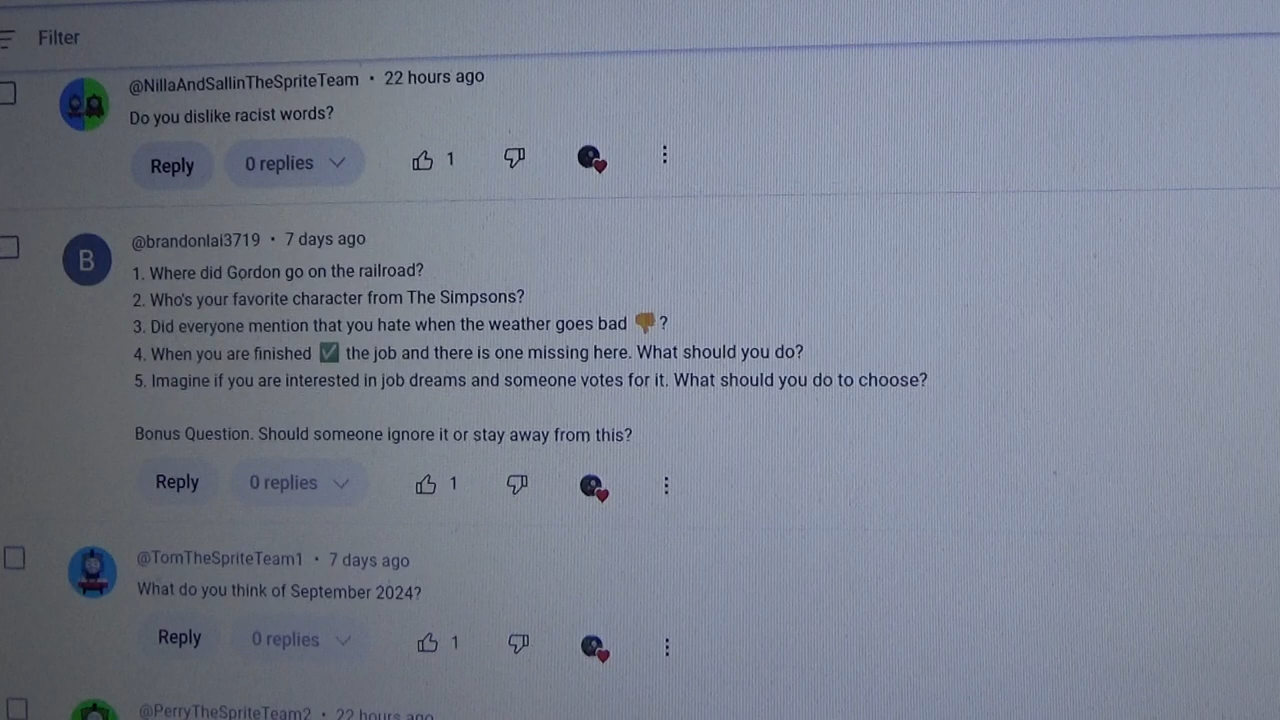 Filter
@NillaAndSallinTheSpriteTeam • 22 hours ago
Do you dislike racist words?
Reply 0 replies 1
B
@brandonlai3719 • 7 days ago
1. Where did Gordon go on the railroad?
2. Who's your favorite character from The Simpsons?
3. Did everyone mention that you hate when the weather goes bad 👎?
4. When you are finished ✅ the job and there is one missing here. What should you do?
5. Imagine if you are interested in job dreams and someone votes for it. What should you do to choose?
Bonus Question. Should someone ignore it or stay away from this?
Reply 0 replies 1
@TomTheSpriteTeam1 • 7 days ago
What do you think of September 2024?
Reply 0 replies 1
@PerryTheSpriteTeam2 • 22 hours ago